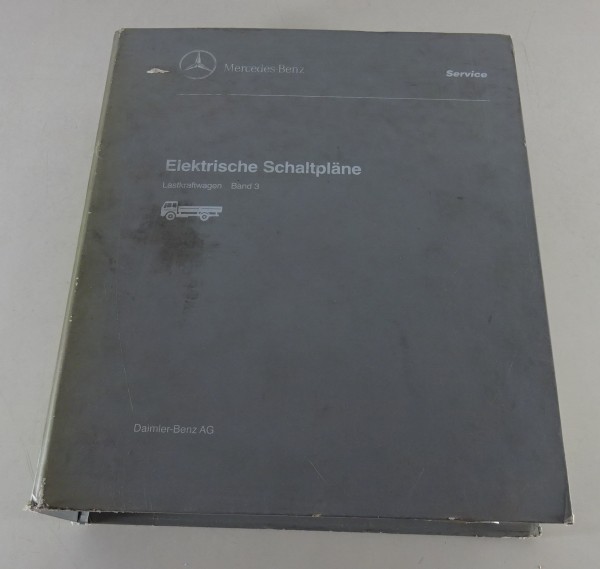 Mercedes-Benz
Service
Elektrische Schaltpläne
Lastkraftwagen Band 3
Daimler-Benz AG